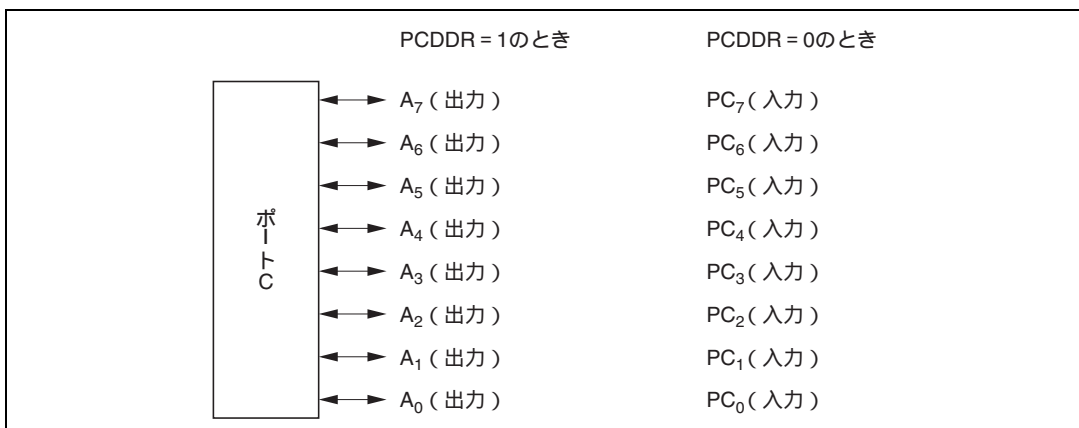 PCDDR = 1のとき PCDDR = 0のとき
A₇ ( 出力 ) PC₇( 入力 )
A₆ ( 出力 ) PC₆( 入力 )
A₅ ( 出力 ) PC₅( 入力 )
A₄ ( 出力 ) PC₄( 入力 )
A₃ ( 出力 ) PC₃( 入力 )
A₂ ( 出力 ) PC₂( 入力 )
A₁ ( 出力 ) PC₁( 入力 )
A₀ ( 出力 ) PC₀( 入力 )
ポートC